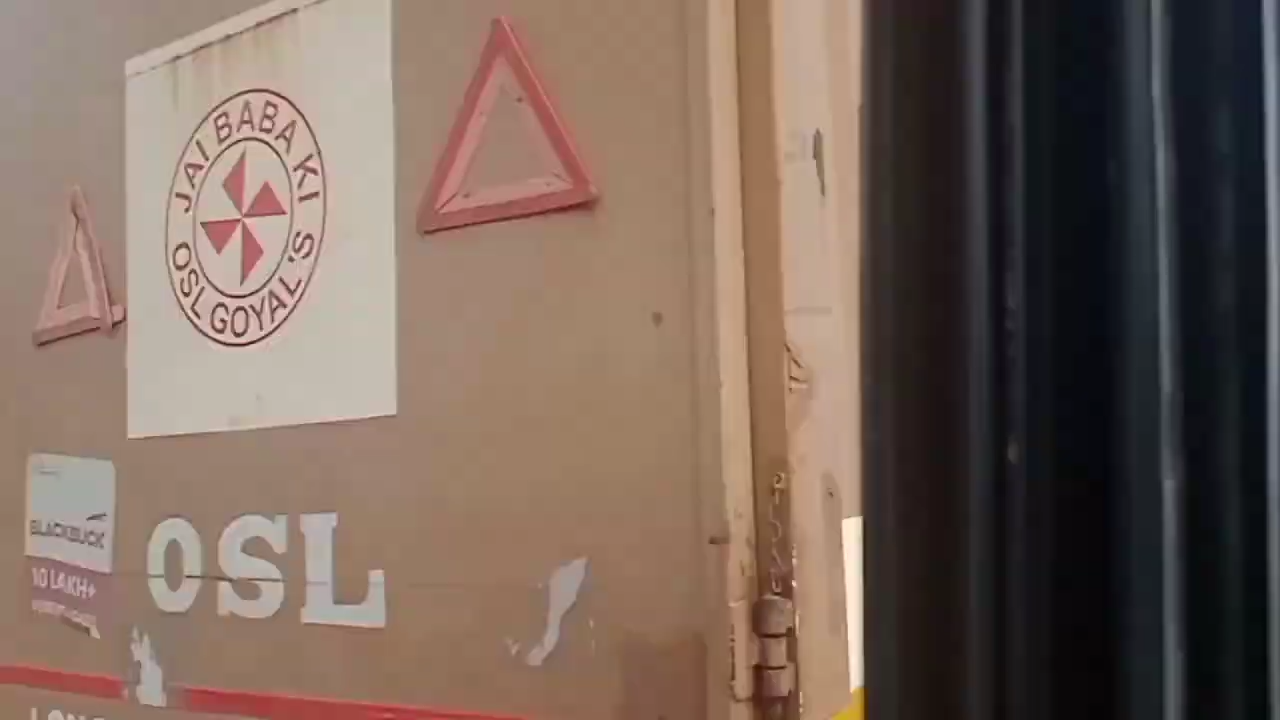 JAI BABA KI
OSL GOYAL'S
BLACKBUCK
10 LAKH+
OSL